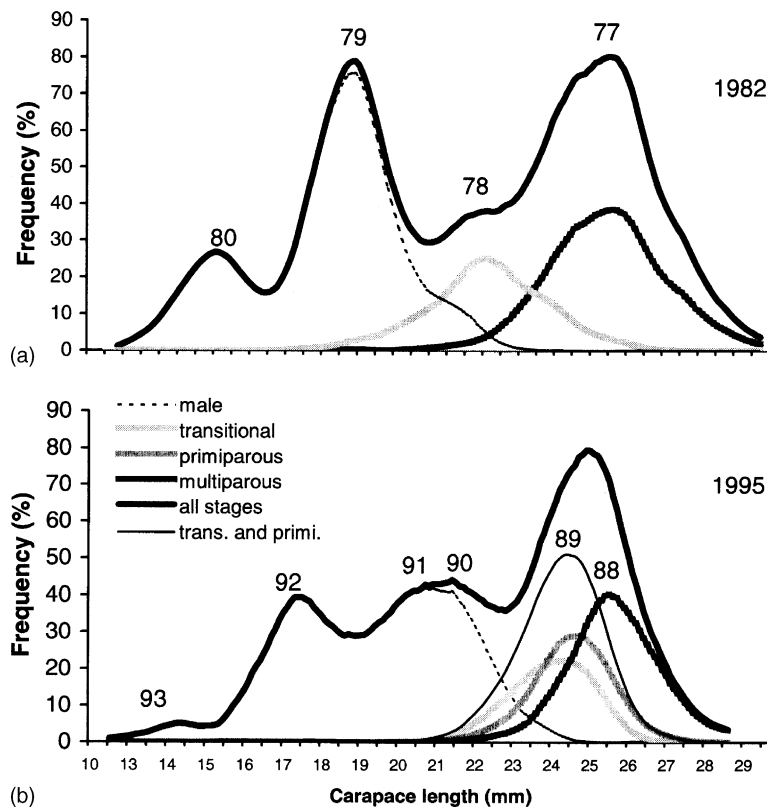 90
80
70
60
50
40
30
20
10
0
Frequency (%)
80
79
78
77
1982
(a)
90
80
70
60
50
40
30
20
10
0
Frequency (%)
male
transitional
primiparous
multiparous
all stages
trans. and primi.
93
92
91
90
89
88
1995
10 13 14 15 16 17 18 19 20 21 21 22 23 24 25 26 27 28 29
(b)
Carapace length (mm)